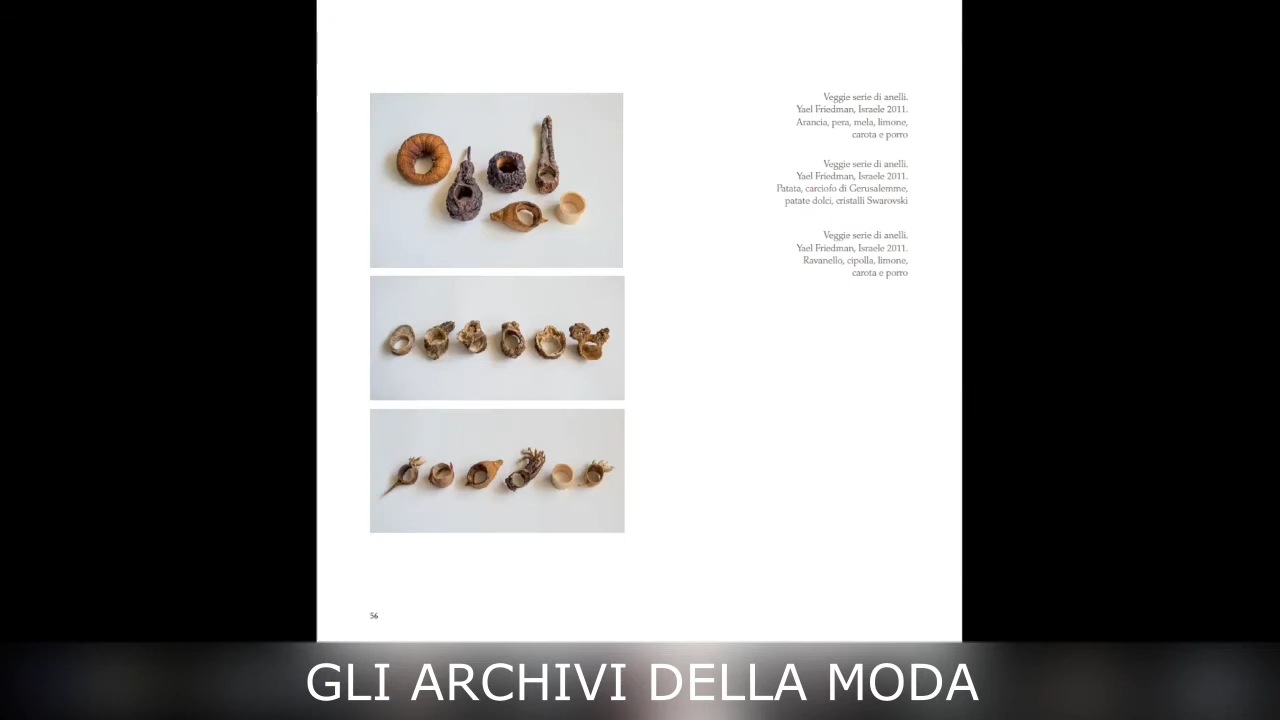 Veggie serie di anelli.
Yael Friedman, Israele 2011.
Arancia, pera, mela, limone,
carota e porro
Veggie serie di anelli.
Yael Friedman, Israele 2011.
Patata, carciofo di Gerusalemme,
patate dolci, cristalli Swarovski
Veggie serie di anelli.
Yael Friedman, Israele 2011.
Ravanello, cipolla, limone,
carota e porro
56
GLI ARCHIVI DELLA MODA